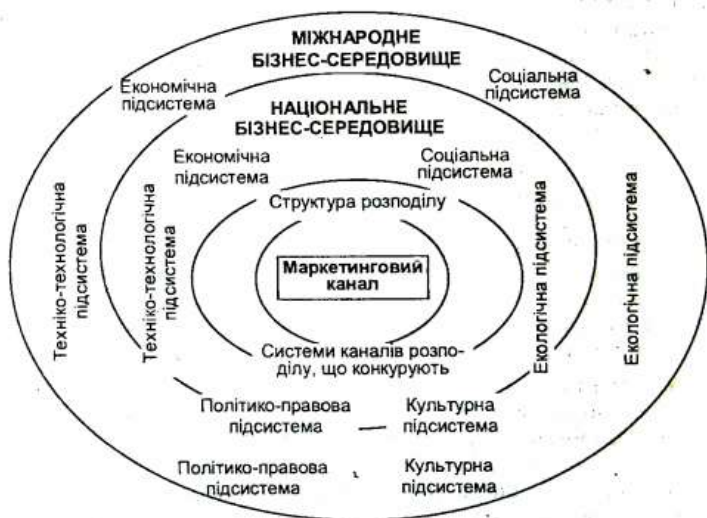 МІЖНАРОДНЕ
БІЗНЕС-СЕРЕДОВИЩЕ
Економічна
підсистема
Соціальна
підсистема
НАЦІОНАЛЬНЕ
БІЗНЕС-СЕРЕДОВИЩЕ
Економічна
підсистема
Соціальна
підсистема
Структура розподілу
Техніко-технологічна
підсистема
Техніко-технологічна
підсистема
Маркетинговий
канал
Екологічна підсистема
Екологічна підсистема
Системи каналів розпо-
ділу, що конкурують
Політико-правова
підсистема
Культурна
підсистема
Політико-правова
підсистема
Культурна
підсистема